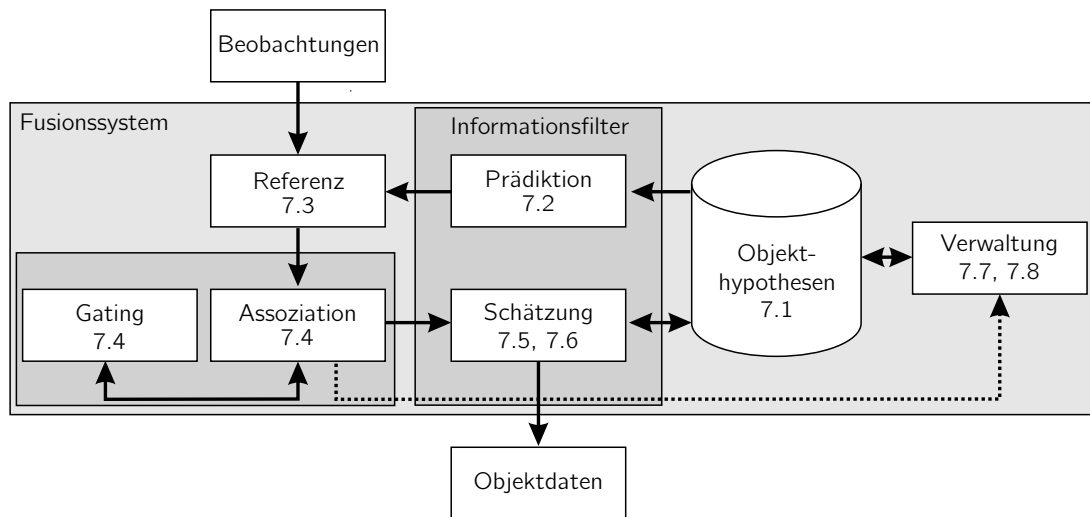 Beobachtungen
Fusionssystem
Informationsfilter
Referenz
7.3
Prädiktion
7.2
Objekt-
hypothesen
7.1
Verwaltung
7.7, 7.8
Gating
7.4
Assoziation
7.4
Schätzung
7.5, 7.6
Objektdaten